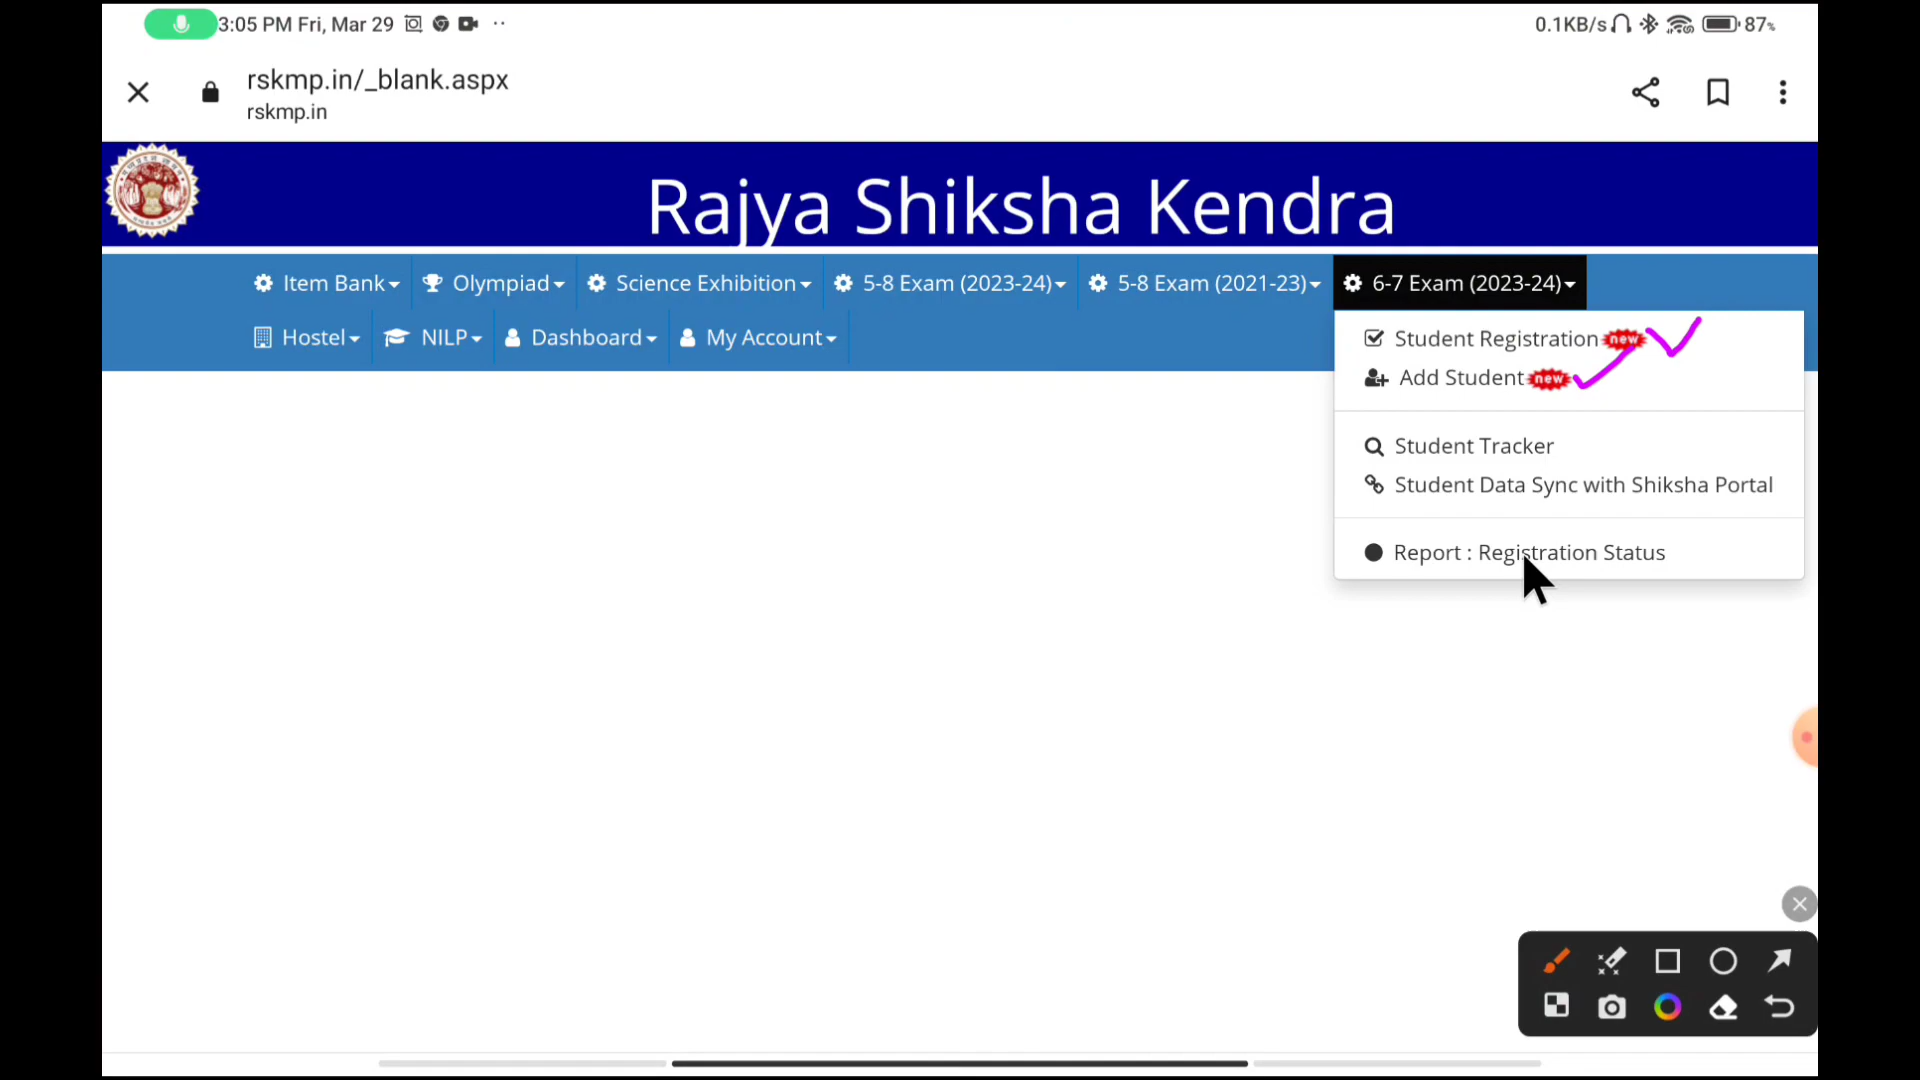 3:05 PM Fri, Mar 29
0.1KB/s 87%
rskmp.in/_blank.aspx
rskmp.in
Rajya Shiksha Kendra
Item Bank Olympiad Science Exhibition 5-8 Exam (2023-24) 5-8 Exam (2021-23) 6-7 Exam (2023-24)
Hostel NILP Dashboard My Account
Student Registration new
Add Student new
Student Tracker
Student Data Sync with Shiksha Portal
Report : Registration Status